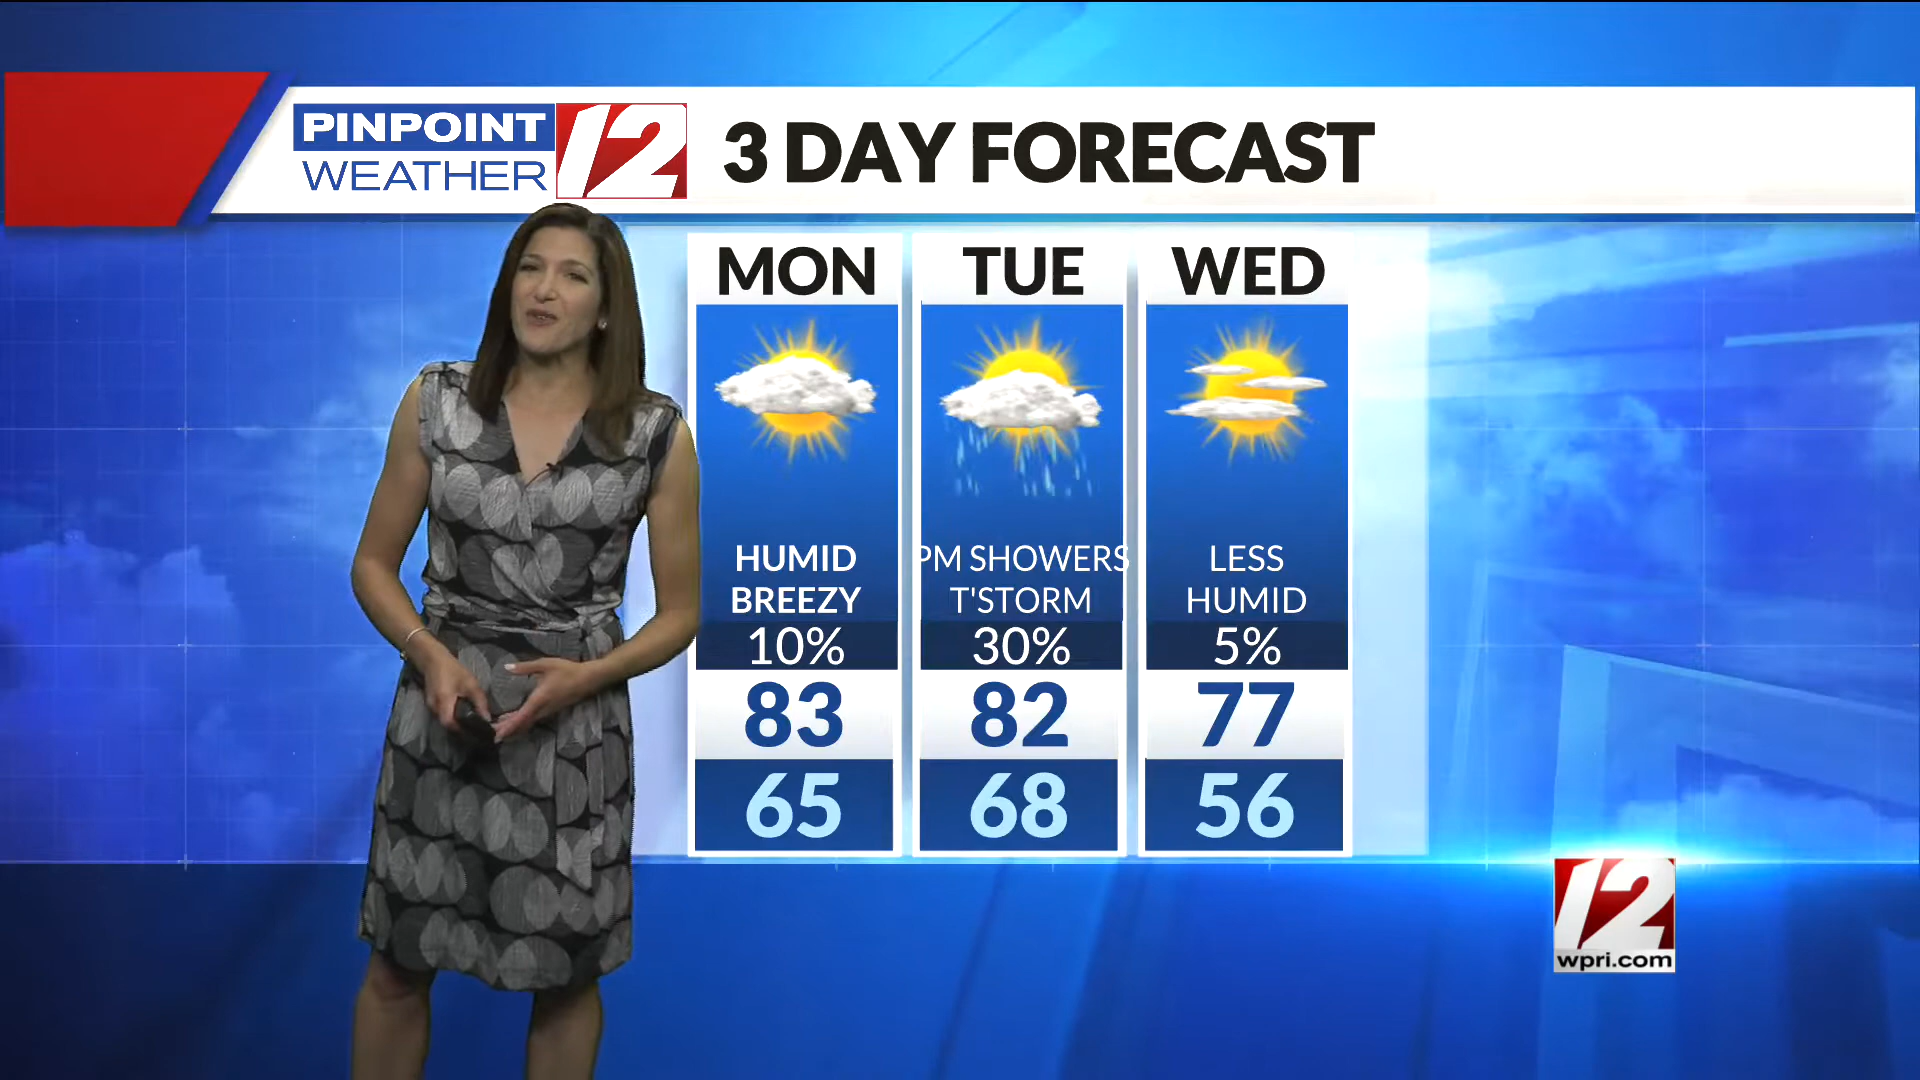 PINPOINT
WEATHER
12
3 DAY FORECAST
MON
HUMID
BREEZY
10%
83
65
TUE
PM SHOWERS
T'STORM
30%
82
68
WED
LESS
HUMID
5%
77
56
12
wpri.com